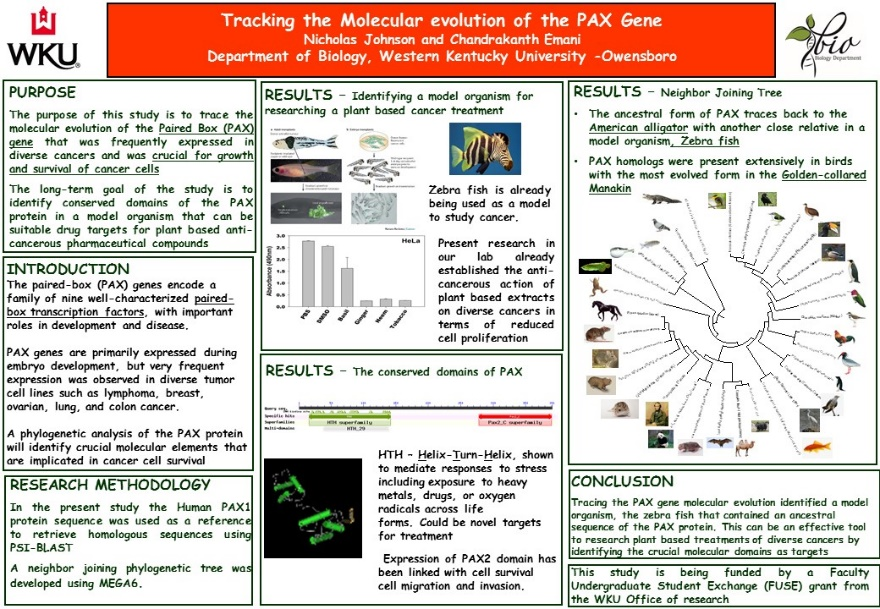 Tracking the Molecular evolution of the PAX Gene
Nicholas Johnson and Chandrakanth Emani
Department of Biology, Western Kentucky University -Owensboro
WKU
bio
Biology Department
PURPOSE
The purpose of this study is to trace the
molecular evolution of the Paired Box (PAX)
gene that was frequently expressed in
diverse cancers and was crucial for growth
and survival of cancer cells
The long-term goal of the study is to
identify conserved domains of the PAX
protein in a model organism that can be
suitable drug targets for plant based anti-
cancerous pharmaceutical compounds
INTRODUCTION
The paired-box (PAX) genes encode a
family of nine well-characterized paired-
box transcription factors, with important
roles in development and disease.
PAX genes are primarily expressed during
embryo development, but very frequent
expression was observed in diverse tumor
cell lines such as lymphoma, breast,
ovarian, lung, and colon cancer.
A phylogenetic analysis of the PAX protein
will identify crucial molecular elements that
are implicated in cancer cell survival
RESEARCH METHODOLOGY
In the present study the Human PAX1
protein sequence was used as a reference
to retrieve homologous sequences using
PSI-BLAST
A neighbor joining phylogenetic tree was
developed using MEGA6.
RESULTS – Identifying a model organism for
researching a plant based cancer treatment
Zebra fish is already
being used as a model
to study cancer.
HeLa
Absorbance (490nm)
3.0
2.5
2.0
1.5
1.0
0.5
0.0
PBS
DMSO
Basil
Ginger
Neem
Tobacco
Present research in
our lab already
established the anti-
cancerous action of
plant based extracts
on diverse cancers in
terms of reduced
cell proliferation
RESULTS – The conserved domains of PAX
Query seq.
Specific hits
Superfamilies
HTH superfamily
Pax2_C superfamily
Multi-domains
HTH_29
HTH – Helix-Turn-Helix, shown
to mediate responses to stress
including exposure to heavy
metals, drugs, or oxygen
radicals across life
forms. Could be novel targets
for treatment
Expression of PAX2 domain has
been linked with cell survival
cell migration and invasion.
RESULTS – Neighbor Joining Tree
• The ancestral form of PAX traces back to the
American alligator with another close relative in a
model organism, Zebra fish
• PAX homologs were present extensively in birds
with the most evolved form in the Golden-collared
Manakin
CONCLUSION
Tracing the PAX gene molecular evolution identified a model
organism, the zebra fish that contained an ancestral
sequence of the PAX protein. This can be an effective tool
to research plant based treatments of diverse cancers by
identifying the crucial molecular domains as targets
This study is being funded by a Faculty
Undergraduate Student Exchange (FUSE) grant from
the WKU Office of research